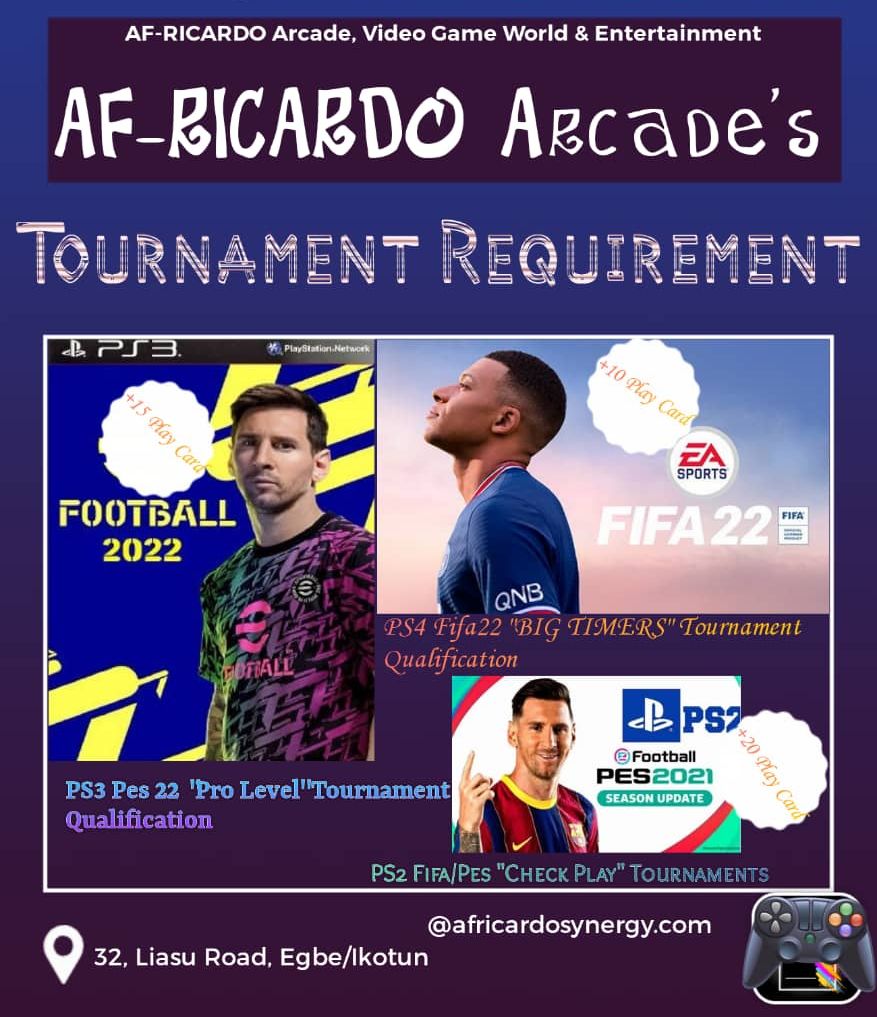 AF-RICARDO Arcade, Video Game World & Entertainment
AF-RICARDO Arcade's
Tournament Requirement
PS3
PlayStation Network
+15 Play Card
FOOTBALL
2022
FOOTBALL
+10 Play Card
EA
SPORTS
FIFA 22
FIFA
QNB
PS4 Fifa22 "BIG TIMERS" Tournament
Qualification
PS2
+20 Play Card
eFootball
PES2021
SEASON UPDATE
PS3 Pes 22 "Pro Level"Tournament
Qualification
PS2 Fifa/Pes "Check Play" Tournaments
@africardosynergy.com
32, Liasu Road, Egbe/Ikotun